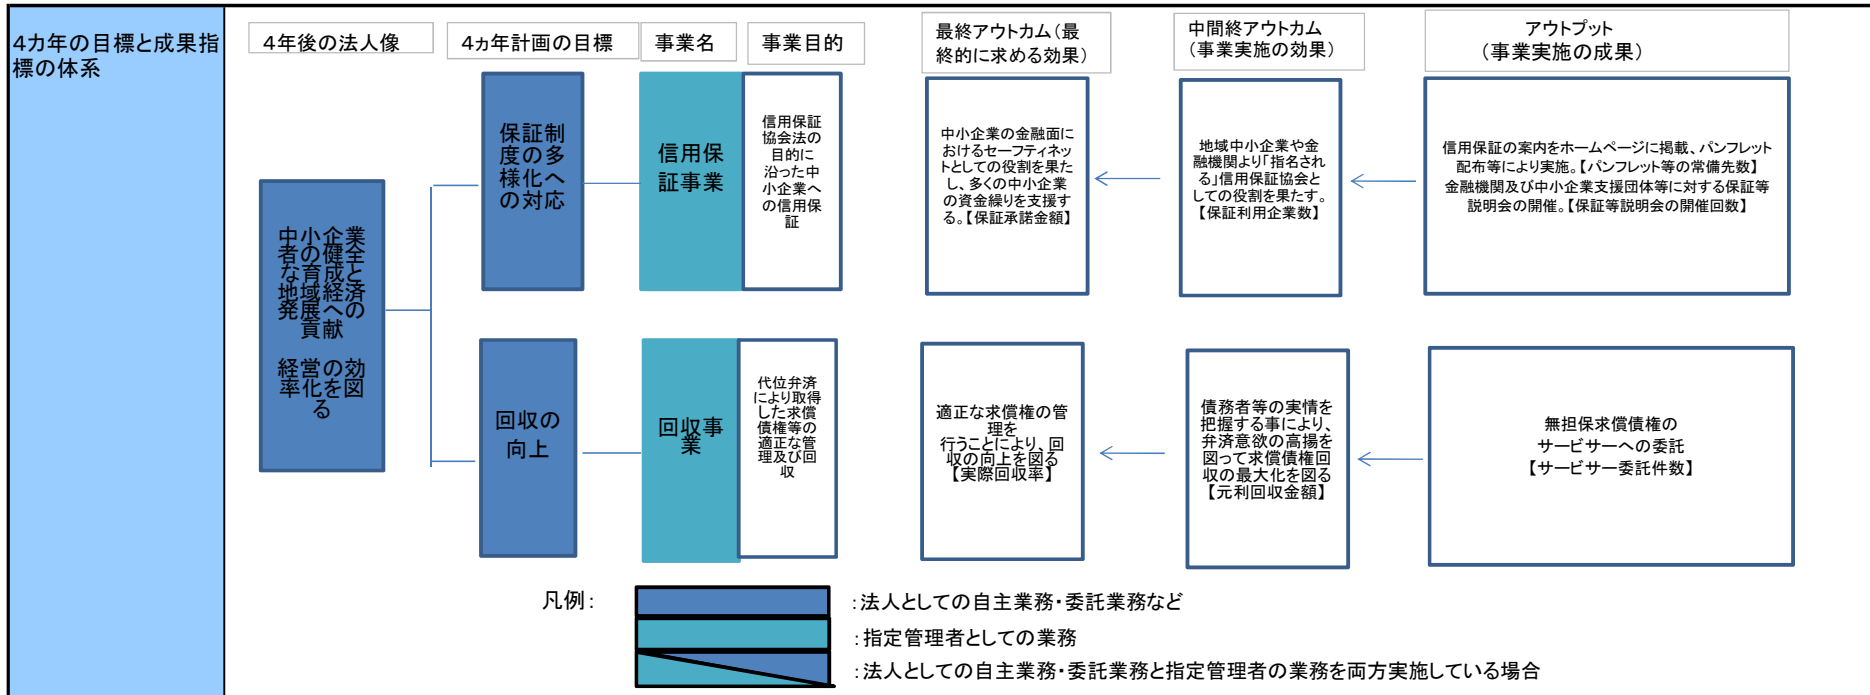 4カ年の目標と成果指
標の体系
4年後の法人像
4ヵ年計画の目標
事業名
事業目的
最終アウトカム(最
終的に求める効果)
中間終アウトカム
(事業実施の効果)
アウトプット
(事業実施の成果)
中小企業
者の健全
な育成と
地域経済
発展への
貢献
経営の効
率化を図
る
保証制
度の多
様化へ
の対応
信用保
証事業
信用保証
協会法の
目的に
沿った中
小企業へ
の信用保
証
中小企業の金融面に
おけるセーフティネッ
トとしての役割を果た
し、多くの中小企業
の資金繰りを支援す
る。【保証承諾金額】
地域中小企業や金
融機関より「指名され
る」信用保証協会と
しての役割を果たす。
【保証利用企業数】
信用保証の案内をホームページに掲載、パンフレット
配布等により実施。【パンフレット等の常備先数】
金融機関及び中小企業支援団体等に対する保証等
説明会の開催。【保証等説明会の開催回数】
回収の
向上
回収事
業
代位弁済
により取得
した求償
債権等の
適正な管
理及び回
収
適正な求償権の管
理を
行うことにより、回
収の向上を図る
【実際回収率】
債務者等の実情を
把握する事により、
弁済意欲の高揚を
図って求償債権回
収の最大化を図る
【元利回収金額】
無担保求償債権の
サービサーへの委託
【サービサー委託件数】
凡例:
:法人としての自主業務・委託業務など
:指定管理者としての業務
:法人としての自主業務・委託業務と指定管理者の業務を両方実施している場合